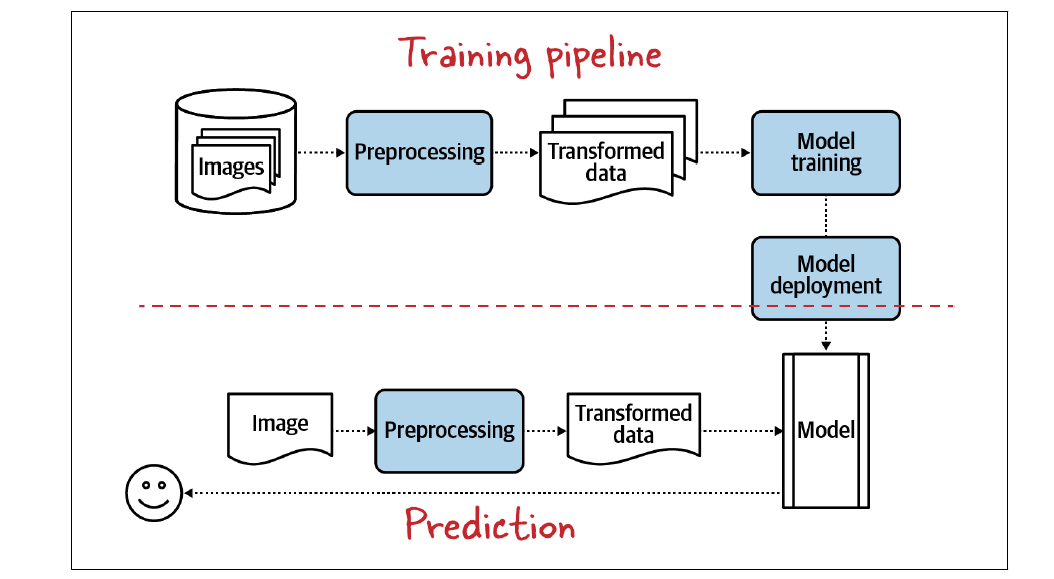 Training pipeline
Images
Preprocessing
Transformed
data
Model
training
Model
deployment
Image
Preprocessing
Transformed
data
Model
Prediction